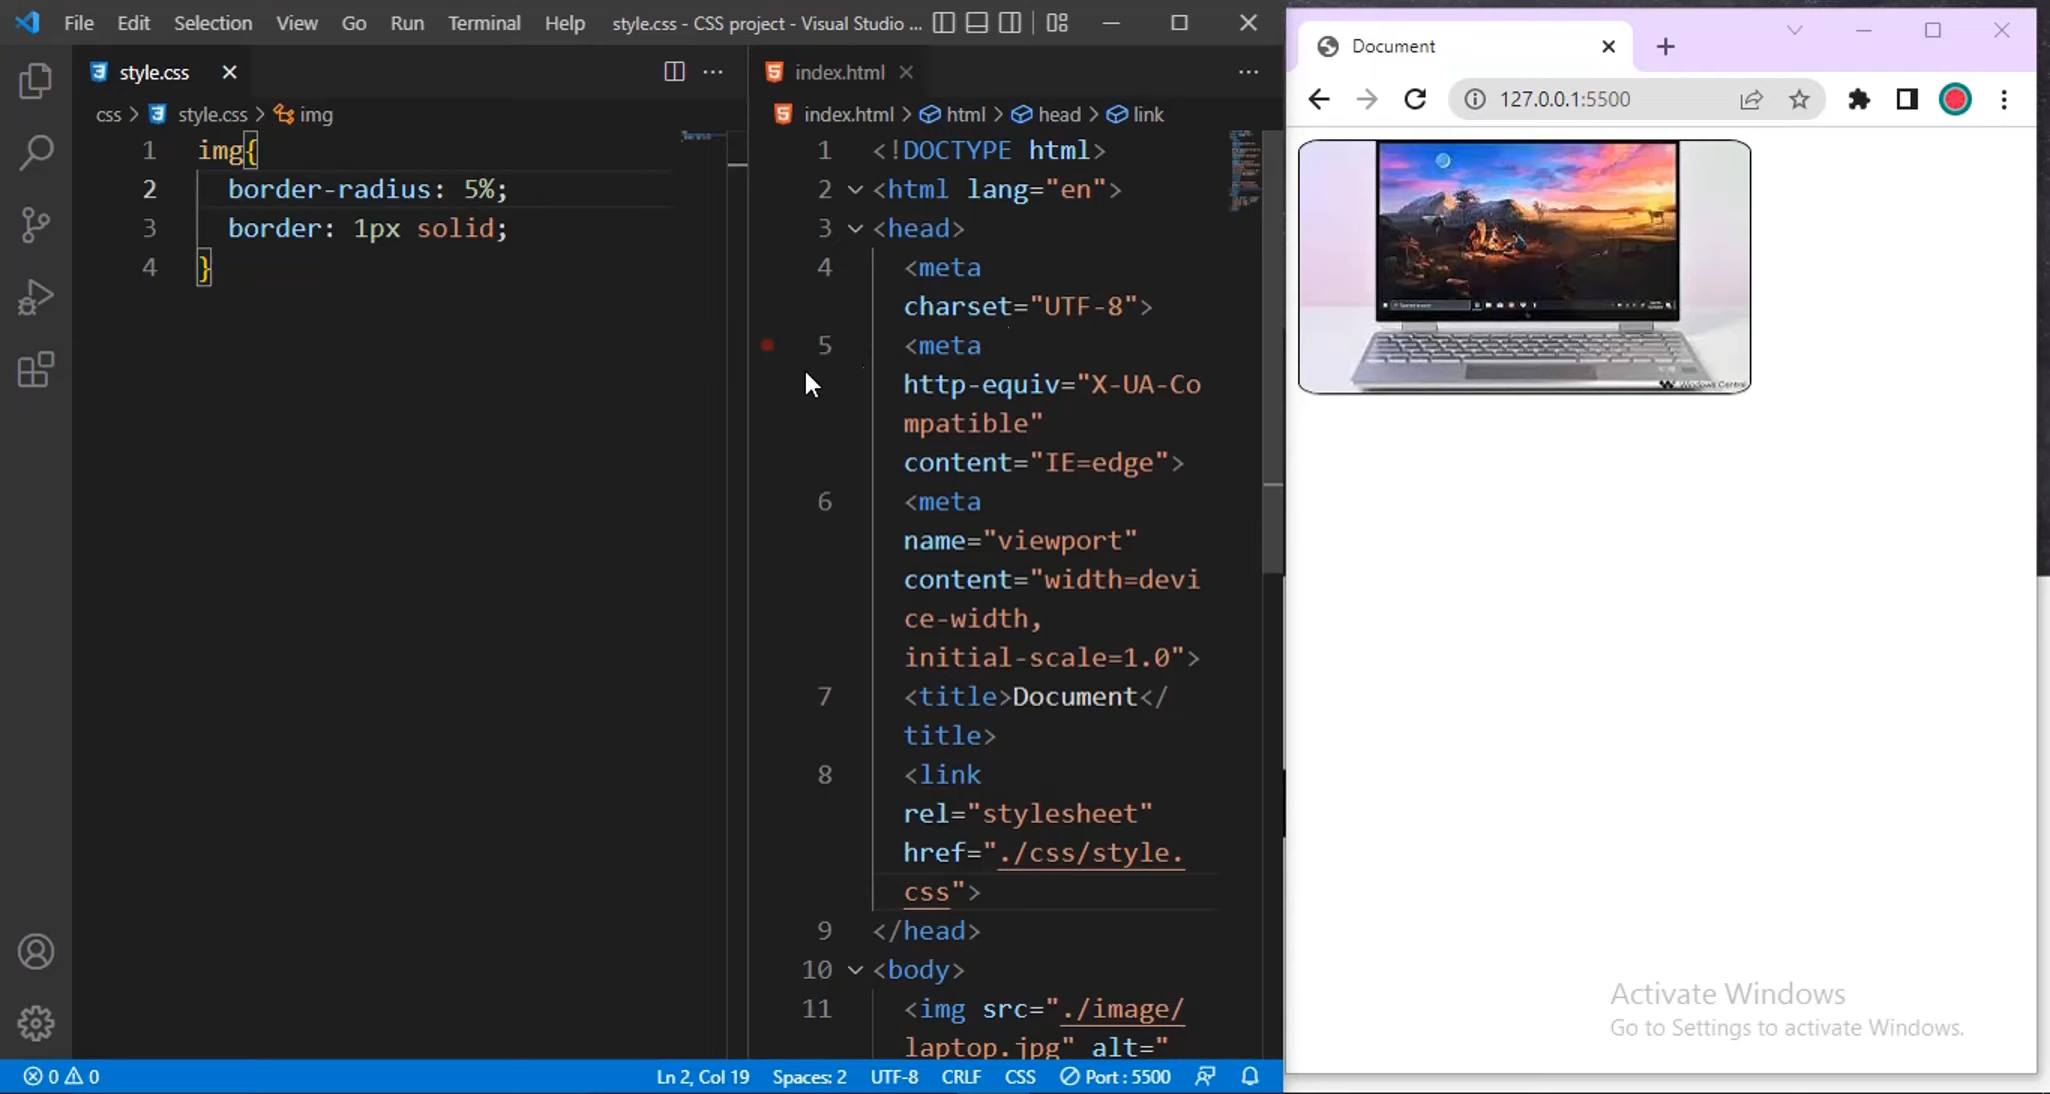 File Edit Selection View Go Run Terminal Help style.css - CSS project - Visual Studio ...
style.css
css > style.css > img
1 img{
2 border-radius: 5%;
3 border: 1px solid;
4 }
index.html
index.html > html > head > link
1 <!DOCTYPE html>
2 <html lang="en">
3 <head>
4 <meta
charset="UTF-8">
5 <meta
http-equiv="X-UA-Co
mpatible"
content="IE=edge">
6 <meta
name="viewport"
content="width=devi
ce-width,
initial-scale=1.0">
7 <title>Document</
title>
8 <link
rel="stylesheet"
href="./css/style.
css">
9 </head>
10 <body>
11 <img src="./image/
laptop.jpg" alt="
0 0
Ln 2, Col 19 Spaces: 2 UTF-8 CRLF CSS Port : 5500
Document
127.0.0.1:5500
Windows Central
Activate Windows
Go to Settings to activate Windows.